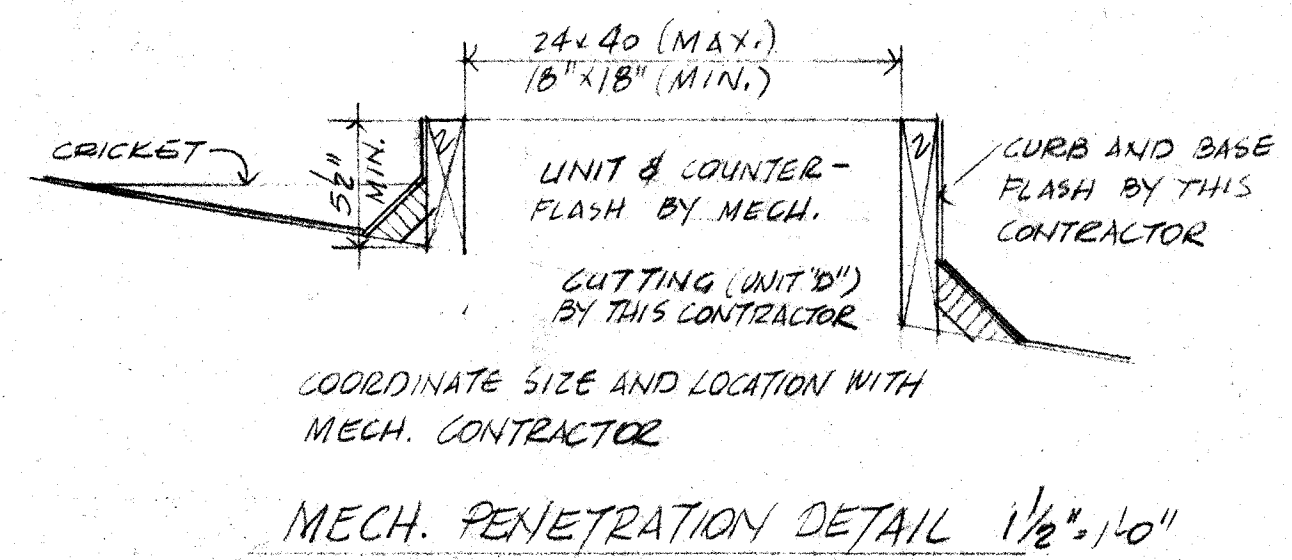 24x40 (MAX.)
18"x18" (MIN.)
CRICKET
5½"
MIN.
2
2
UNIT & COUNTER-
FLASH BY MECH.
CURB AND BASE
FLASH BY THIS
CONTRACTOR
CUTTING (UNIT "D")
BY THIS CONTRACTOR
COORDINATE SIZE AND LOCATION WITH
MECH. CONTRACTOR
MECH. PENETRATION DETAIL 1½"=1'-0"